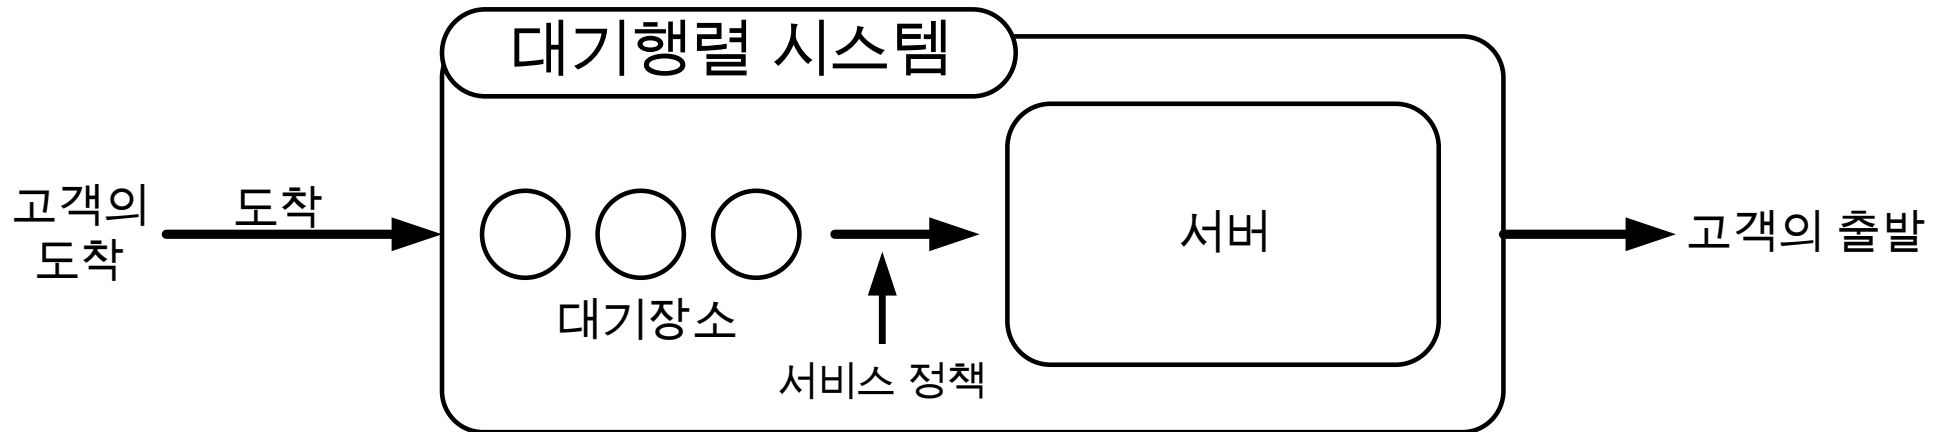 대기행렬 시스템
고객의
도착
도착
대기장소
서비스 정책
서버
고객의 출발